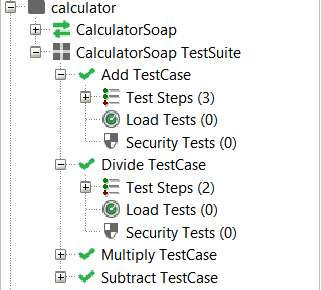 calculator
CalculatorSoap
CalculatorSoap TestSuite
Add TestCase
Test Steps (3)
Load Tests (0)
Security Tests (0)
Divide TestCase
Test Steps (2)
Load Tests (0)
Security Tests (0)
Multiply TestCase
Subtract TestCase